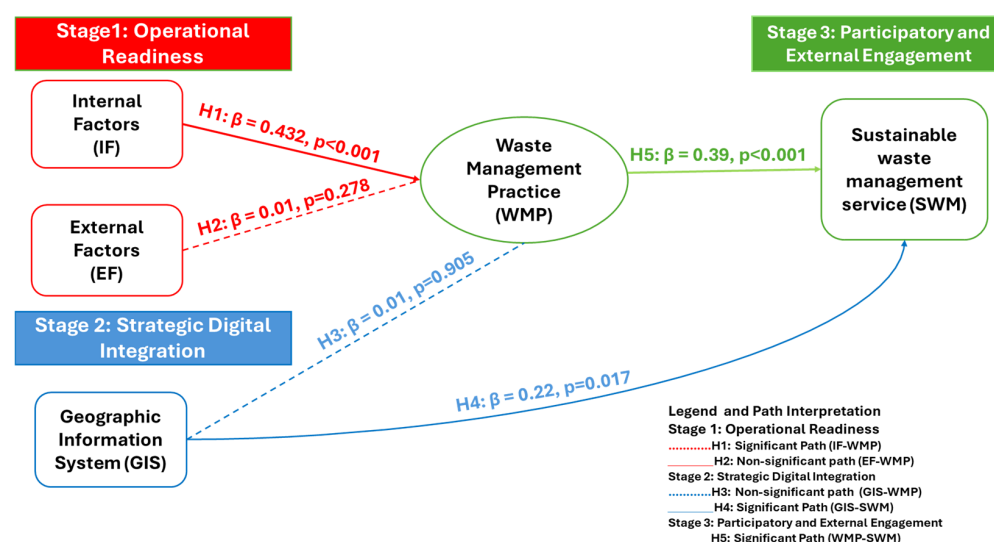 Stage1: Operational
Readiness
Stage 3: Participatory and
External Engagement
Internal
Factors
(IF)
H1: β = 0.432, p<0.001
Waste
Management
Practice
(WMP)
H5: β = 0.39, p<0.001
Sustainable
waste
management
service (SWM)
H2: β = 0.01, p=0.278
External
Factors
(EF)
H3: β = 0.01, p=0.905
Stage 2: Strategic Digital
Integration
H4: β = 0.22, p=0.017
Geographic
Information
System (GIS)
Legend and Path Interpretation
Stage 1: Operational Readiness
............H1: Significant Path (IF-WMP)
________H2: Non-significant path (EF-WMP)
Stage 2: Strategic Digital Integration
............H3: Non-significant path (GIS-WMP)
________H4: Significant Path (GIS-SWM)
Stage 3: Participatory and External Engagement
H5: Significant Path (WMP-SWM)